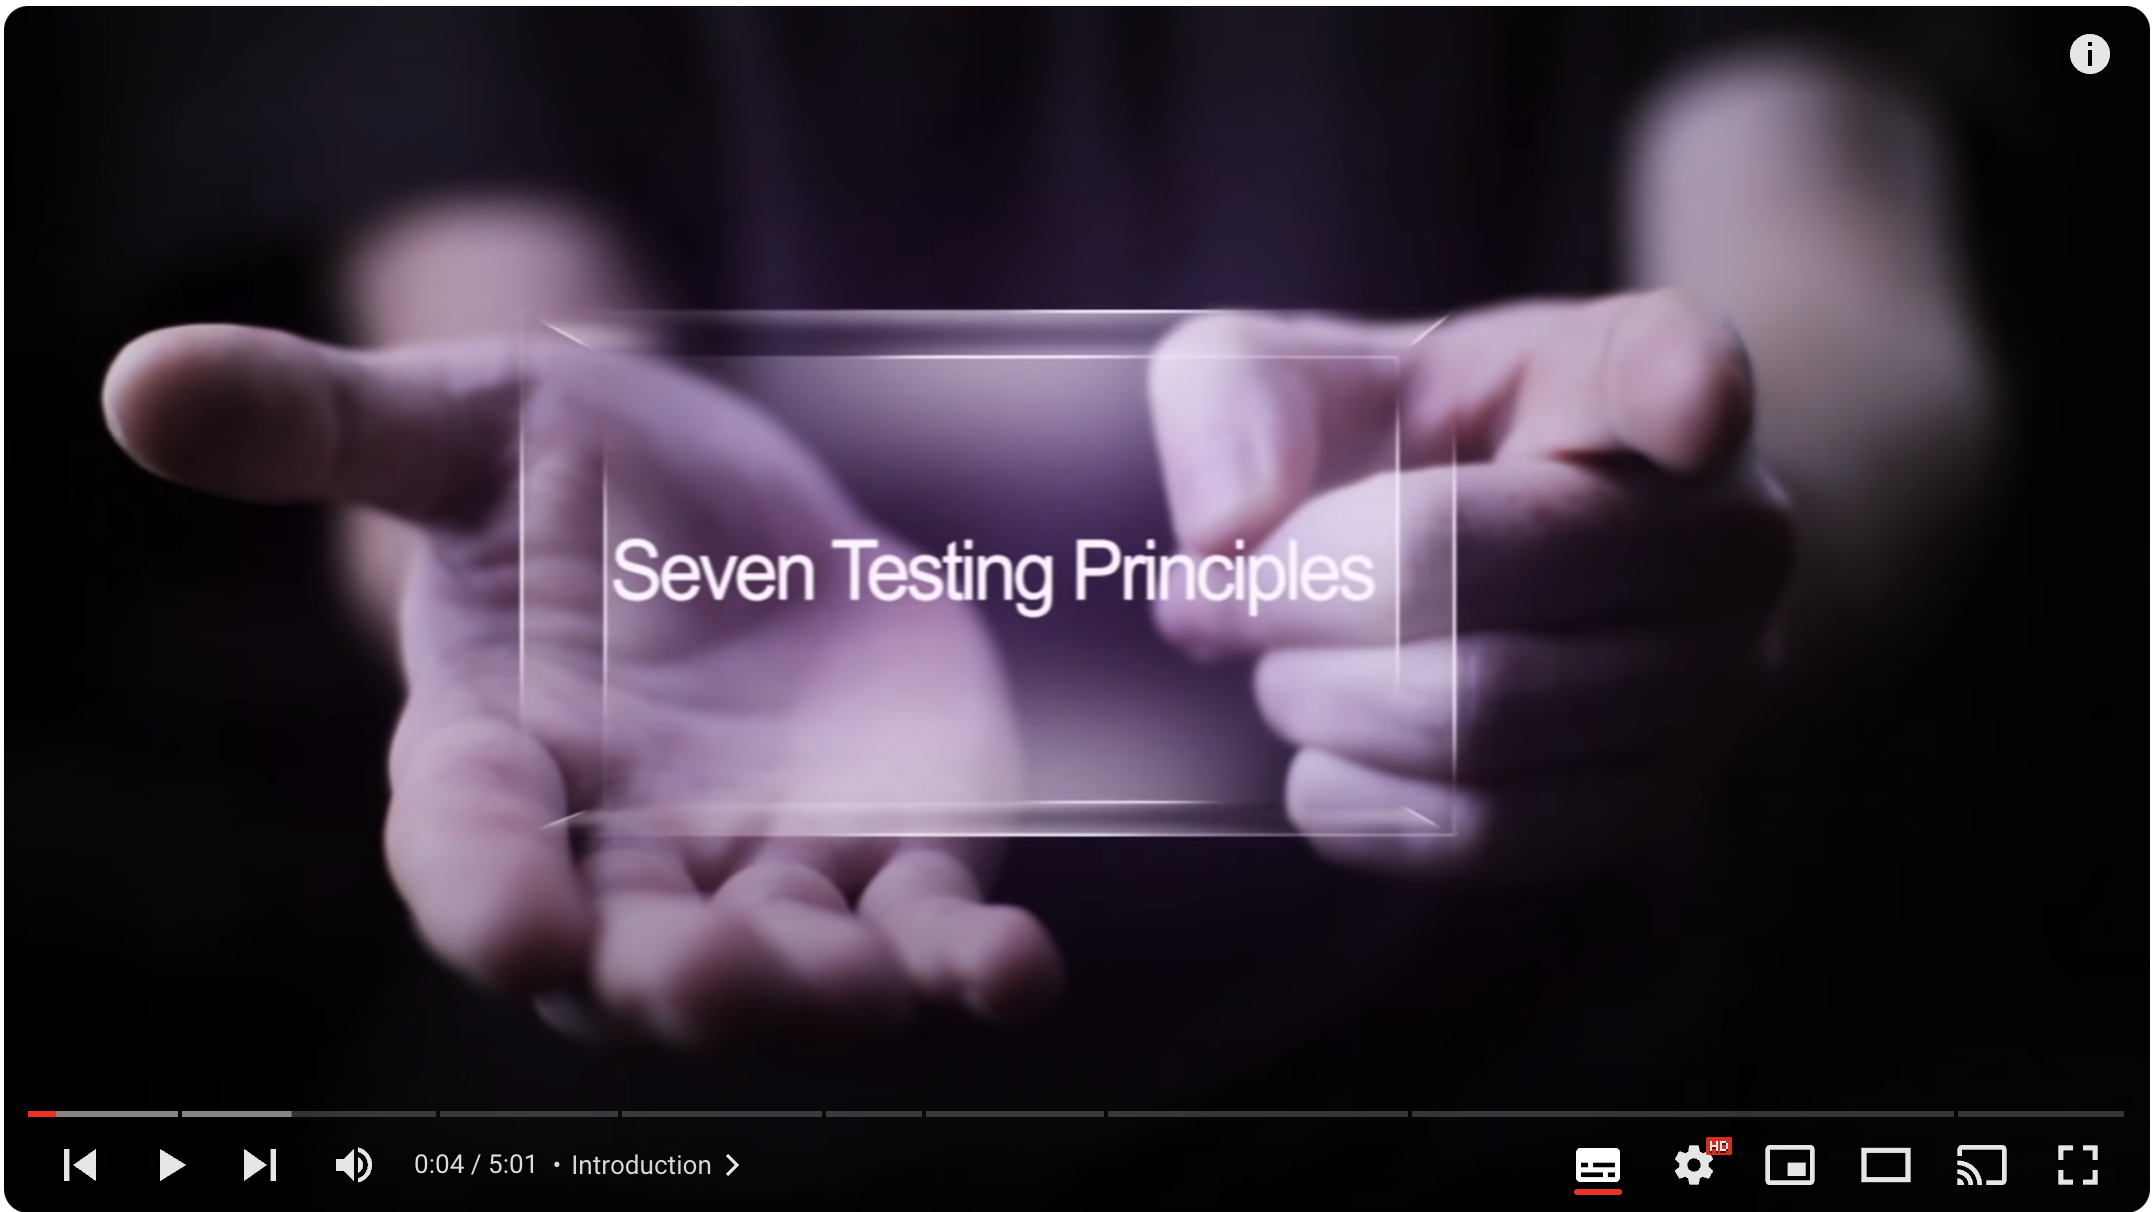 Seven Testing Principles
HD
0:04 / 5:01 • Introduction